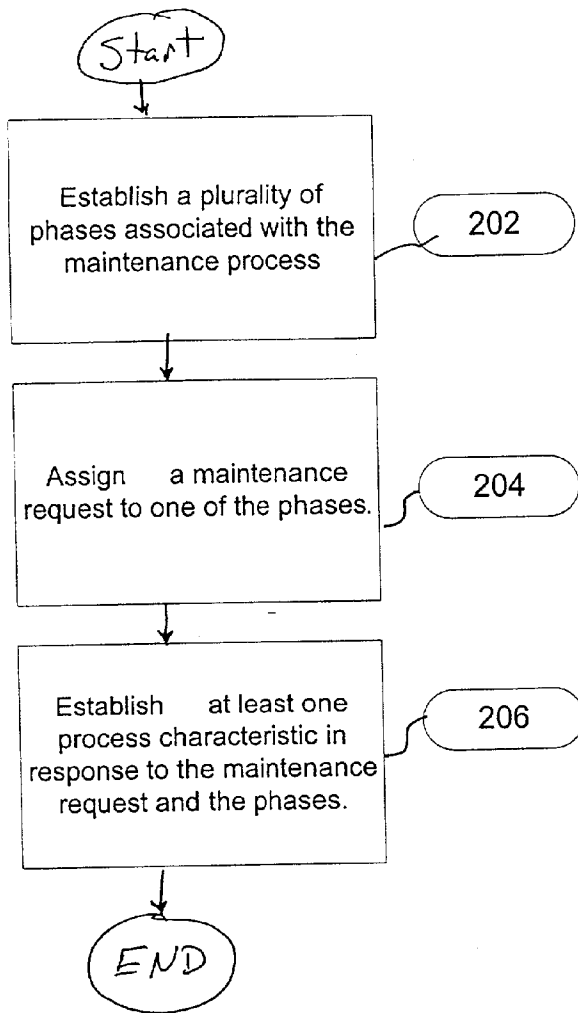 Start
Establish a plurality of
phases associated with the
maintenance process
202
Assign a maintenance
request to one of the phases.
204
Establish at least one
process characteristic in
response to the maintenance
request and the phases.
206
END